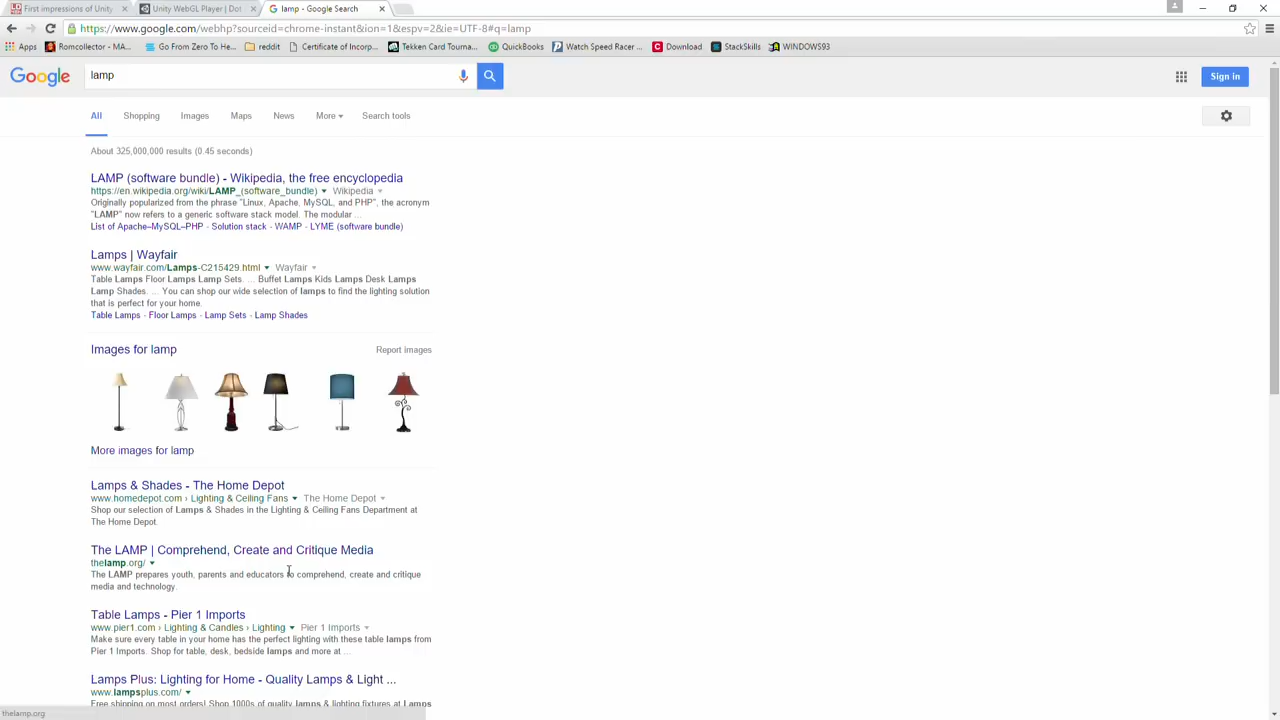 First impressions of Unity
Unity WebGL Player | Dot
lamp - Google Search
https://www.google.com/webhp?sourceid=chrome-instant&ion=1&espv=2&ie=UTF-8#q=lamp
Apps Romcollector - MA... Go From Zero To He... reddit Certificate of Incorp... Tekken Card Tourna... QuickBooks Watch Speed Racer ... Download StackSkills WINDOWS93
Google lamp Sign in
All Shopping Images Maps News More Search tools
About 325,000,000 results (0.45 seconds)
LAMP (software bundle) - Wikipedia, the free encyclopedia
https://en.wikipedia.org/wiki/LAMP_(software_bundle) Wikipedia
Originally popularized from the phrase "Linux, Apache, MySQL, and PHP", the acronym
"LAMP" now refers to a generic software stack model. The modular ...
List of Apache–MySQL–PHP - Solution stack - WAMP - LYME (software bundle)
Lamps | Wayfair
www.wayfair.com/Lamps-C215429.html Wayfair
Table Lamps Floor Lamps Lamp Sets. ... Buffet Lamps Kids Lamps Desk Lamps
Lamp Shades. ... You can shop our wide selection of lamps to find the lighting solution
that is perfect for your home.
Table Lamps - Floor Lamps - Lamp Sets - Lamp Shades
Images for lamp Report images
More images for lamp
Lamps & Shades - The Home Depot
www.homedepot.com › Lighting & Ceiling Fans The Home Depot
Shop our selection of Lamps & Shades in the Lighting & Ceiling Fans Department at
The Home Depot.
The LAMP | Comprehend, Create and Critique Media
thelamp.org/
The LAMP prepares youth, parents and educators to comprehend, create and critique
media and technology.
Table Lamps - Pier 1 Imports
www.pier1.com › Lighting & Candles › Lighting Pier 1 Imports
Make sure every table in your home has the perfect lighting with these table lamps from
Pier 1 Imports. Shop for table, desk, bedside lamps and more at ...
Lamps Plus: Lighting for Home - Quality Lamps & Light ...
www.lampsplus.com/
Free shipping on most orders! Shop 1000s of quality lamps & lighting fixtures at Lamps
thelamp.org